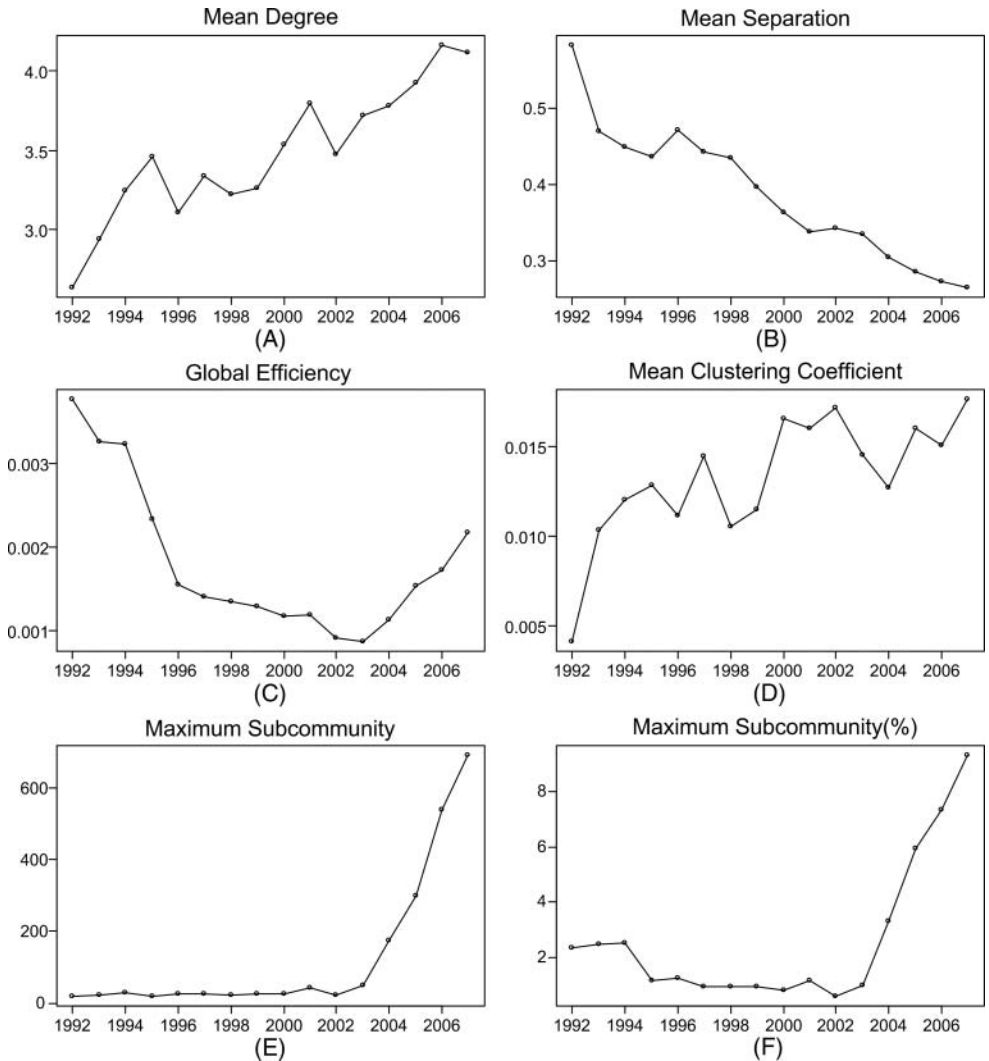 Mean Degree
4.0
3.5
3.0
1992 1994 1996 1998 2000 2002 2004 2006
(A)
Mean Separation
0.5
0.4
0.3
1992 1994 1996 1998 2000 2002 2004 2006
(B)
Global Efficiency
0.003
0.002
0.001
1992 1994 1996 1998 2000 2002 2004 2006
(C)
Mean Clustering Coefficient
0.015
0.010
0.005
1992 1994 1996 1998 2000 2002 2004 2006
(D)
Maximum Subcommunity
600
400
200
0
1992 1994 1996 1998 2000 2002 2004 2006
(E)
Maximum Subcommunity(%)
8
6
4
2
1992 1994 1996 1998 2000 2002 2004 2006
(F)